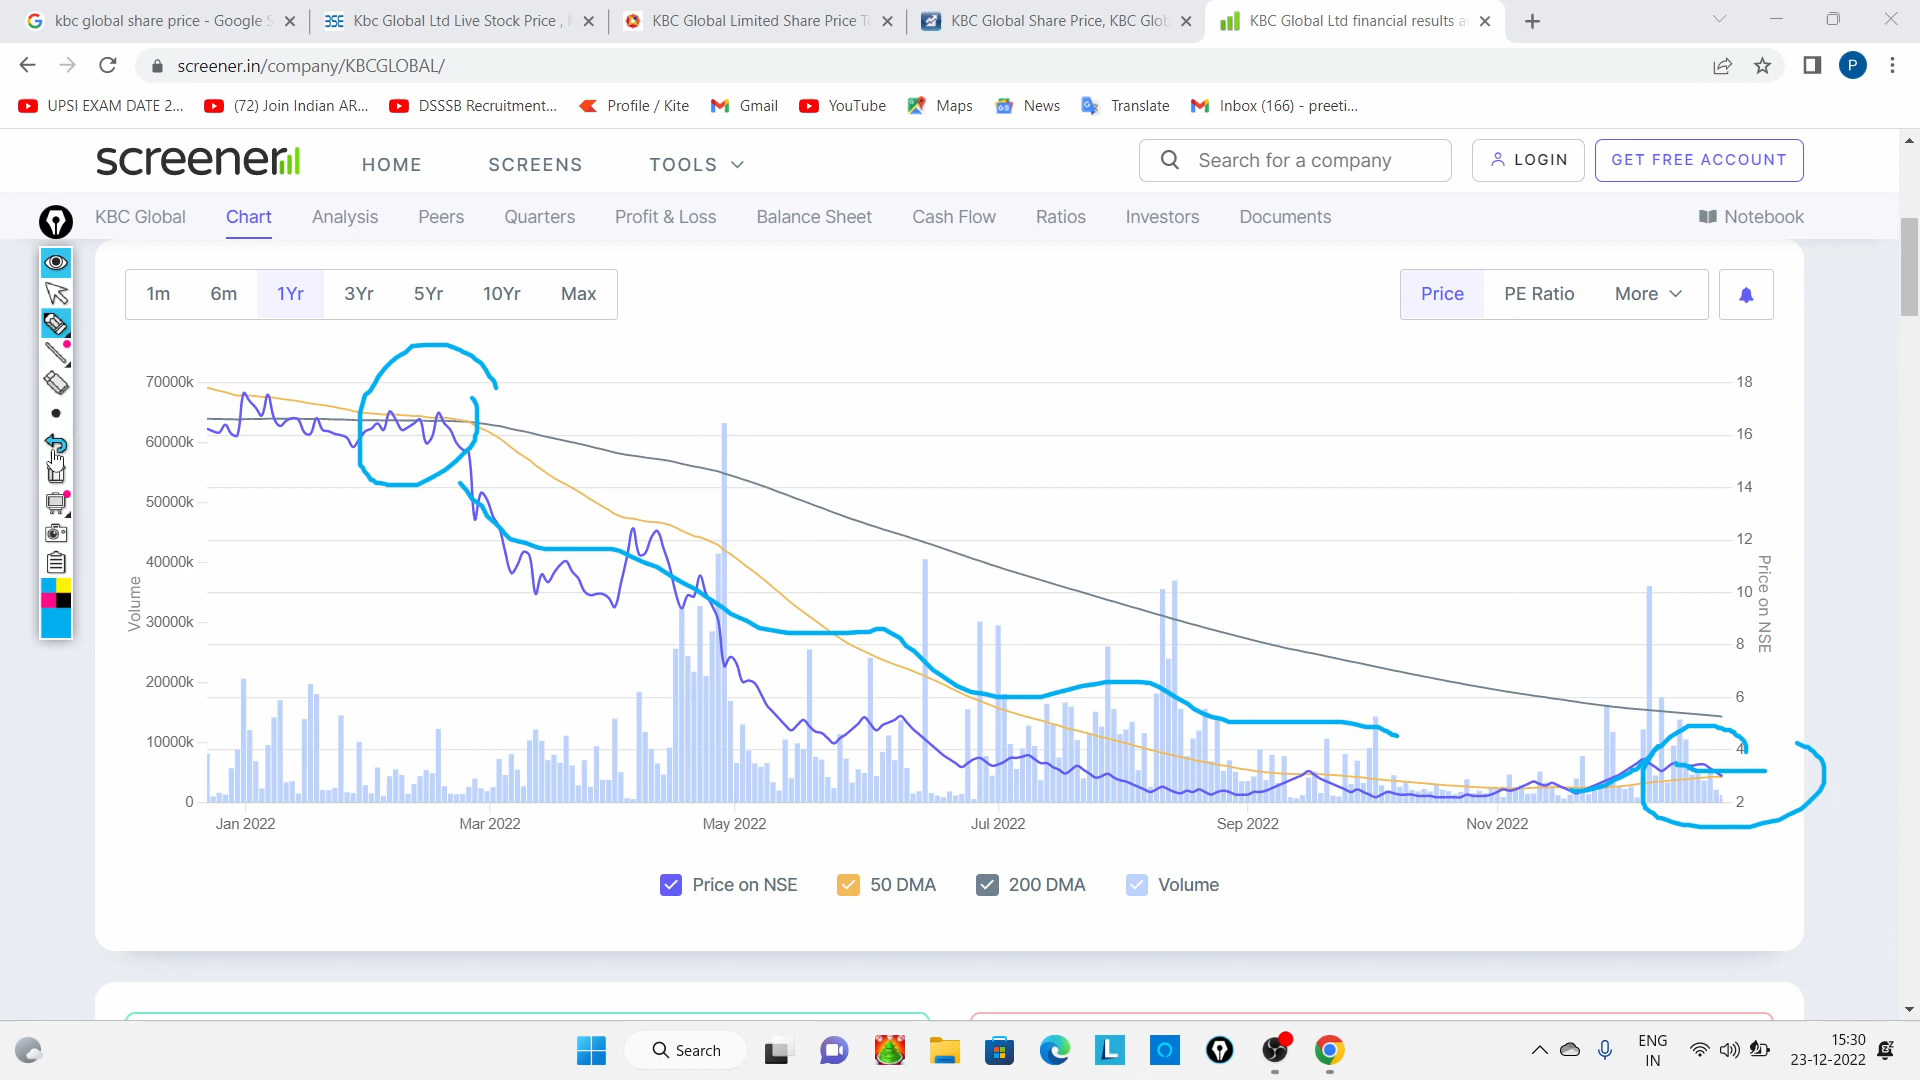 kbc global share price - Google S
Kbc Global Ltd Live Stock Price ,
KBC Global Limited Share Price T
KBC Global Share Price, KBC Glob
KBC Global Ltd financial results a
screener.in/company/KBCGLOBAL/
P
UPSI EXAM DATE 2...
(72) Join Indian AR...
DSSSB Recruitment...
Profile / Kite
Gmail
YouTube
Maps
News
Translate
Inbox (166) - preeti...
screener
HOME
SCREENS
TOOLS
Search for a company
LOGIN
GET FREE ACCOUNT
KBC Global
Chart
Analysis
Peers
Quarters
Profit & Loss
Balance Sheet
Cash Flow
Ratios
Investors
Documents
Notebook
1m
6m
1Yr
3Yr
5Yr
10Yr
Max
Price
PE Ratio
More
70000k
60000k
50000k
40000k
30000k
20000k
10000k
0
Volume
18
16
14
12
10
8
6
4
2
Price on NSE
Jan 2022
Mar 2022
May 2022
Jul 2022
Sep 2022
Nov 2022
Price on NSE
50 DMA
200 DMA
Volume
Search
ENG
IN
15:30
23-12-2022